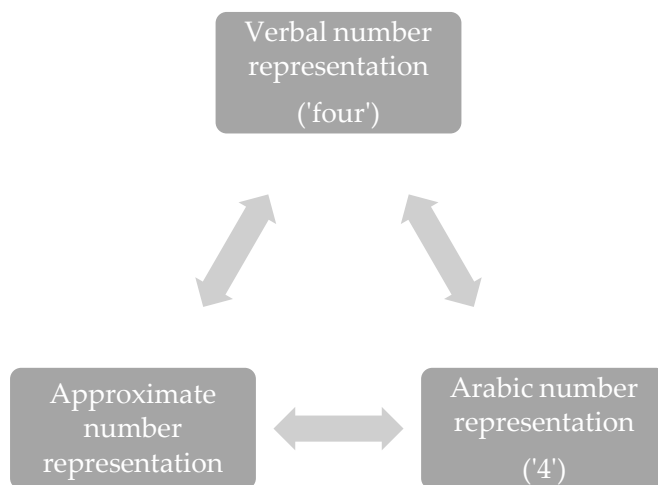 Verbal number
representation
('four')
Approximate
number
representation
Arabic number
representation
('4')